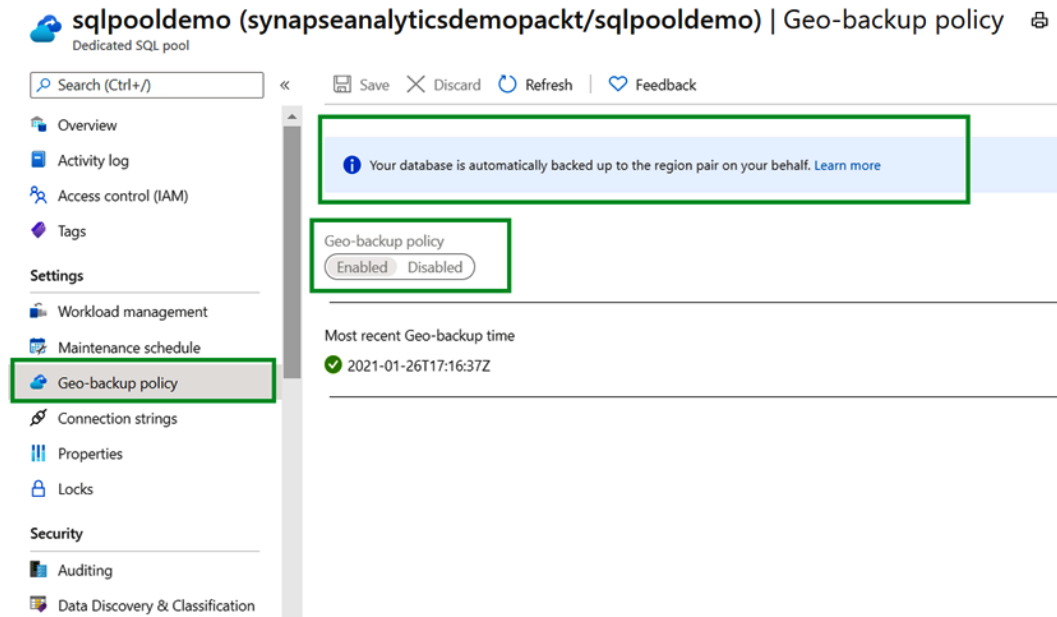 sqlpooldemo (synapseanalyticsdemopackt/sqlpooldemo) | Geo-backup policy
Dedicated SQL pool
Search (Ctrl+/)
«
Save
Discard
Refresh
Feedback
Overview
Activity log
Access control (IAM)
Tags
Settings
Workload management
Maintenance schedule
Geo-backup policy
Connection strings
Properties
Locks
Security
Auditing
Data Discovery & Classification
Your database is automatically backed up to the region pair on your behalf. Learn more
Geo-backup policy
Enabled Disabled
Most recent Geo-backup time
2021-01-26T17:16:37Z